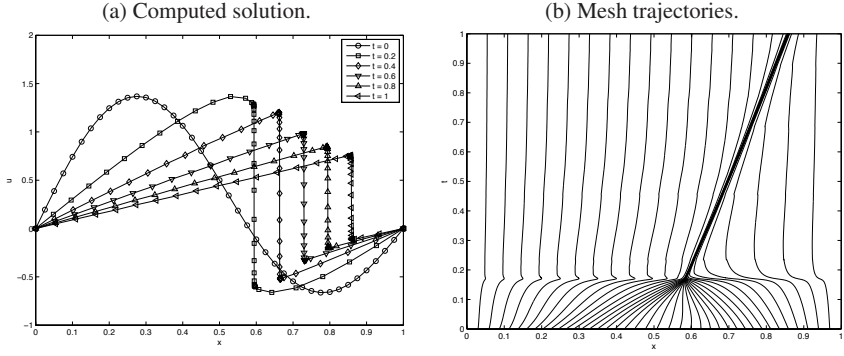 (a) Computed solution.
(b) Mesh trajectories.
2
1.5
1
0.5
0
−0.5
−1
u
0 0.1 0.2 0.3 0.4 0.5 0.6 0.7 0.8 0.9 1
x
t = 0
t = 0.2
t = 0.4
t = 0.6
t = 0.8
t = 1
1
0.9
0.8
0.7
0.6
0.5
0.4
0.3
0.2
0.1
0
t
0 0.1 0.2 0.3 0.4 0.5 0.6 0.7 0.8 0.9 1
x